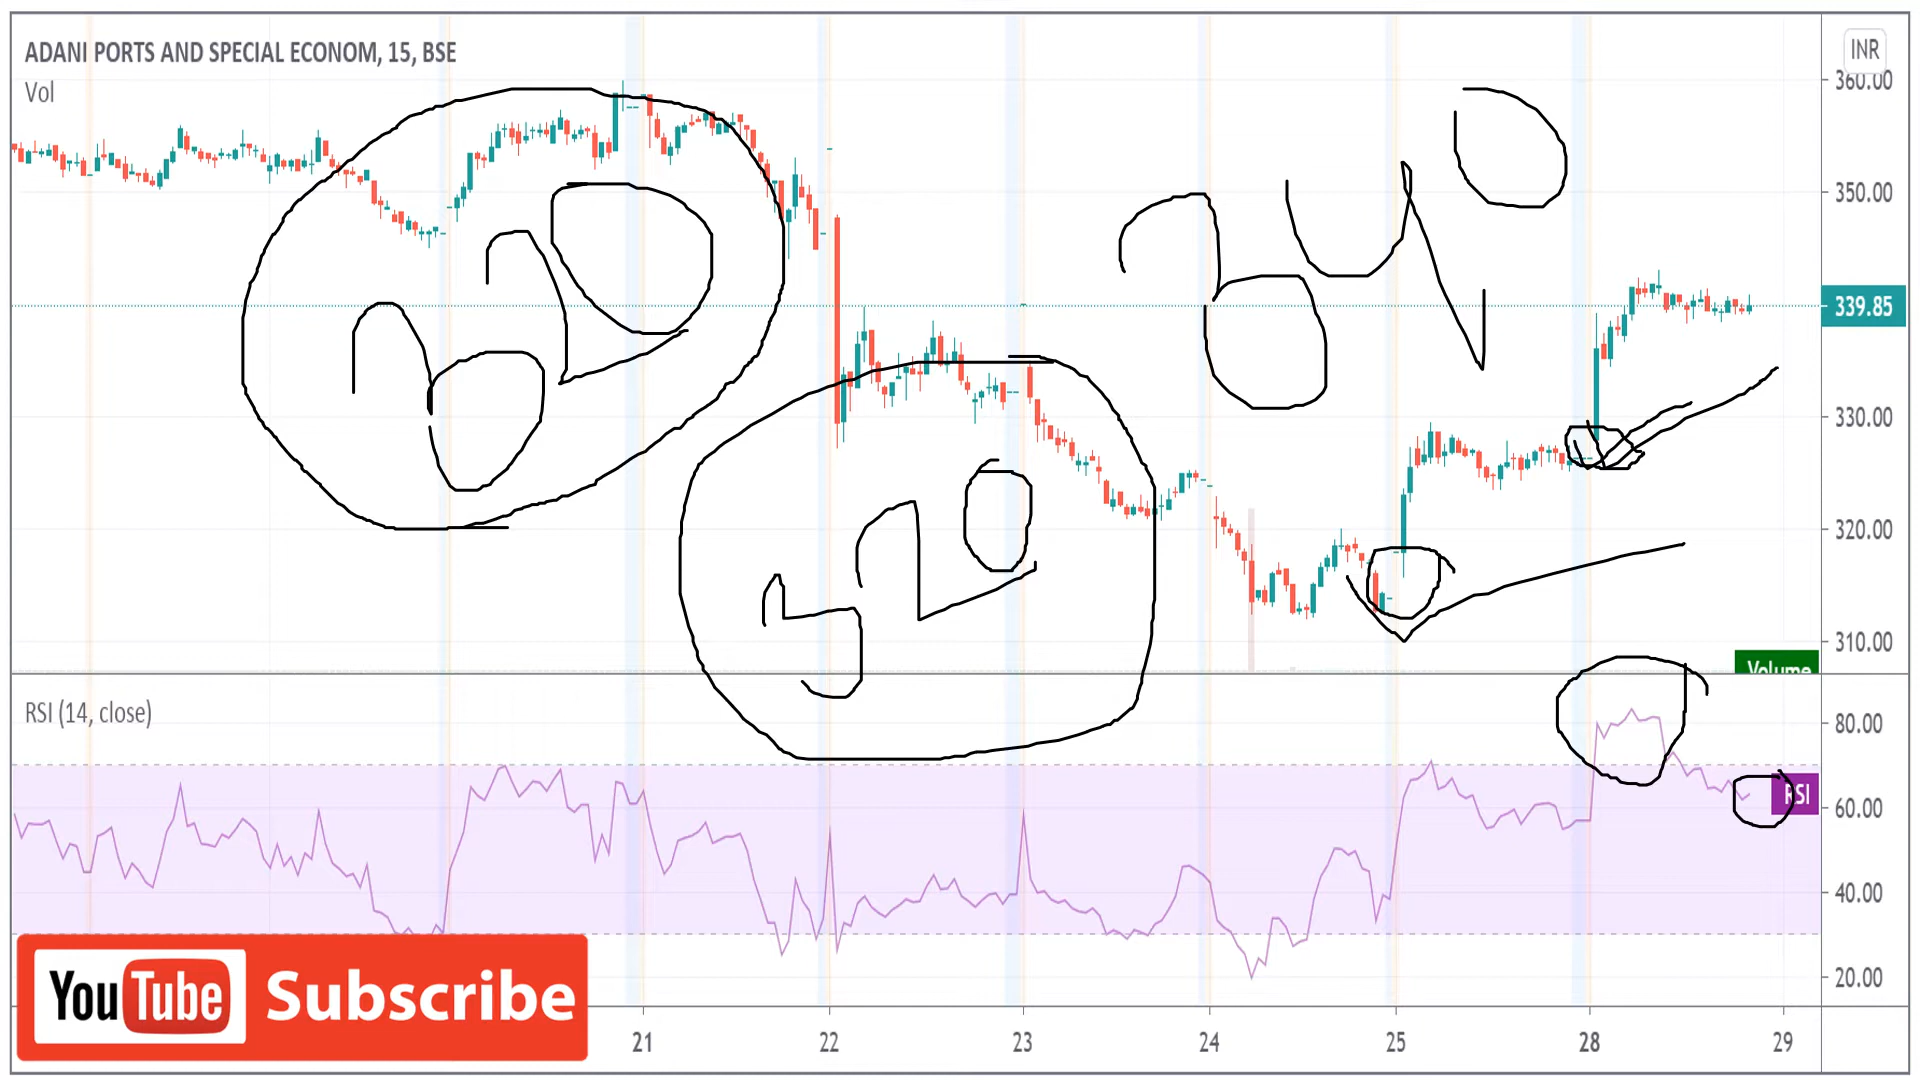 ADANI PORTS AND SPECIAL ECONOM, 15, BSE
Vol
INR
360.00
350.00
339.85
330.00
320.00
310.00
320
340
Volume
RSI (14, close)
80.00
RSI
60.00
40.00
20.00
YouTube Subscribe
21 22 23 24 25 28 29